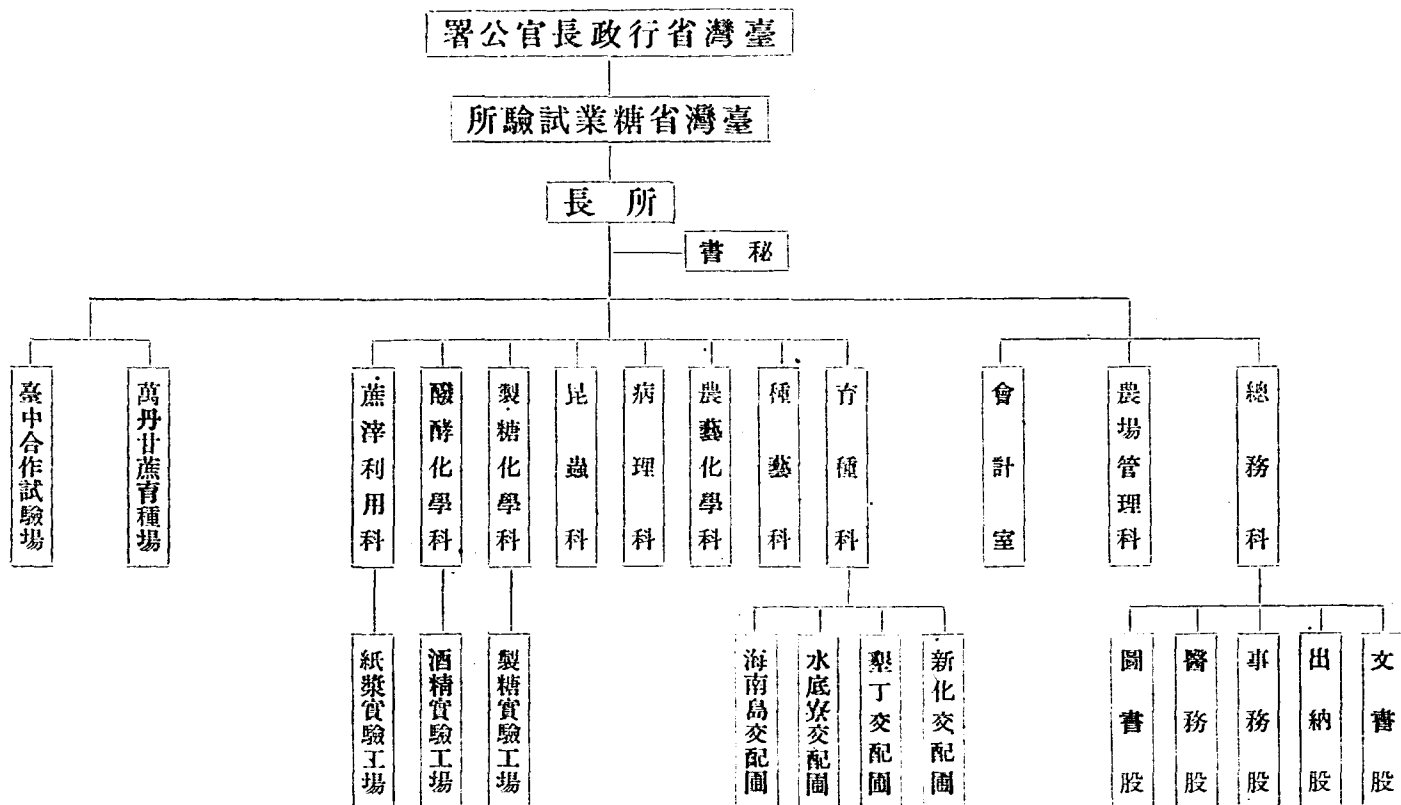 臺灣省行政長官公署
臺灣省糖業試驗所
所長
秘書
總務科
農場管理科
會計室
育種科
種藝科
農藝化學科
病理科
昆蟲科
製糖化學科
醱酵化學科
蔗滓利用科
萬丹甘蔗育種場
臺中合作試驗場
文書股
出納股
事務股
醫務股
圖書股
新化交配圃
墾丁交配圃
水底寮交配圃
海南島交配圃
製糖實驗工場
酒精實驗工場
紙漿實驗工場